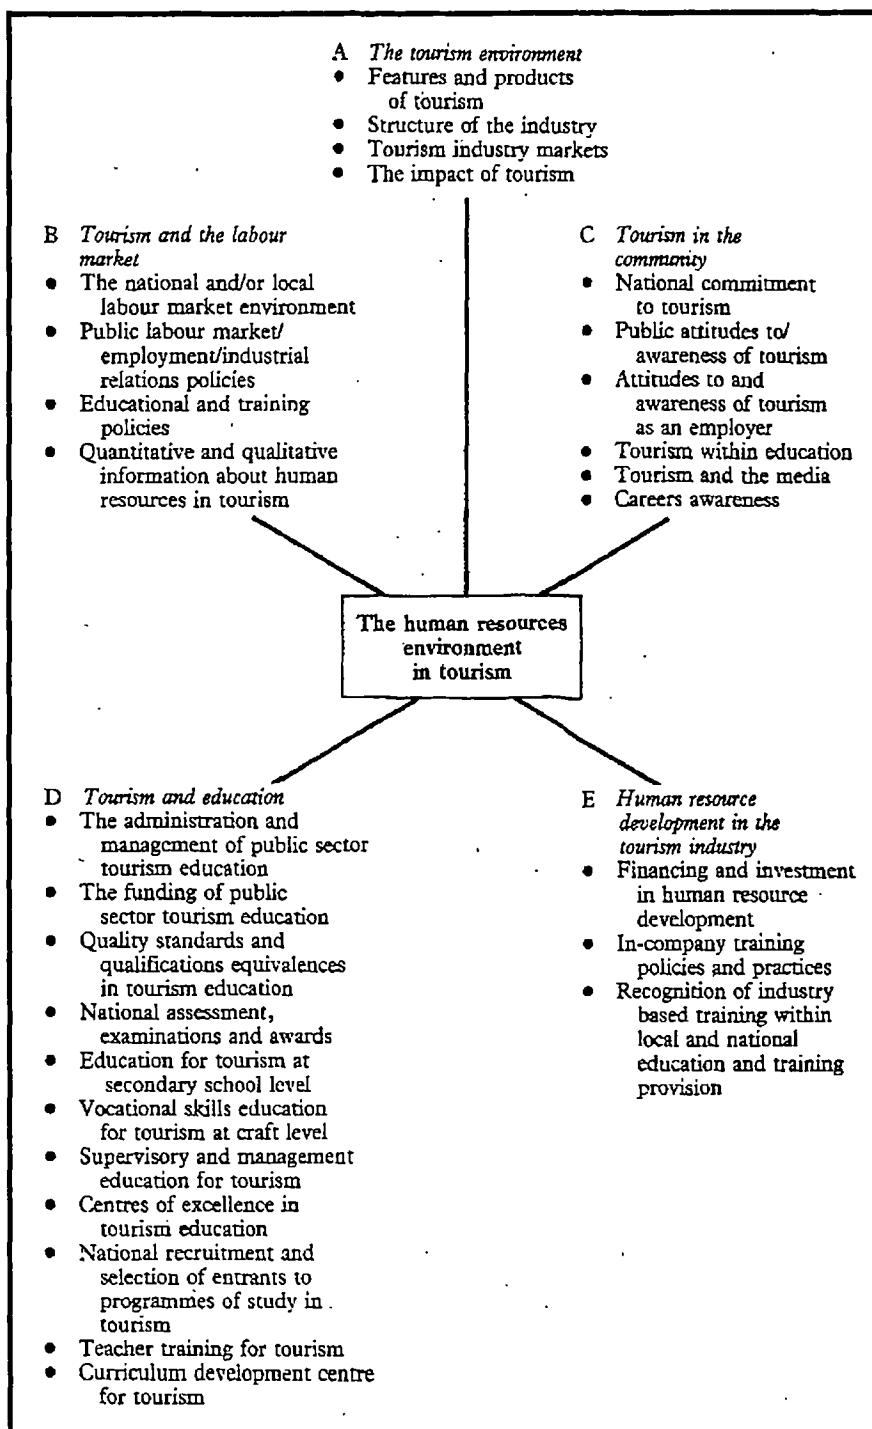 A The tourism environment
• Features and products
of tourism
• Structure of the industry
• Tourism industry markets
• The impact of tourism
B Tourism and the labour
market
• The national and/or local
labour market environment
• Public labour market/
employment/industrial
relations policies
• Educational and training
policies
• Quantitative and qualitative
information about human
resources in tourism
C Tourism in the
community
• National commitment
to tourism
• Public attitudes to/
awareness of tourism
• Attitudes to and
awareness of tourism
as an employer
• Tourism within education
• Tourism and the media
• Careers awareness
The human resources
environment
in tourism
D Tourism and education
• The administration and
management of public sector
tourism education
• The funding of public
sector tourism education
• Quality standards and
qualifications equivalences
in tourism education
• National assessment,
examinations and awards
• Education for tourism at
secondary school level
• Vocational skills education
for tourism at craft level
• Supervisory and management
education for tourism
• Centres of excellence in
tourism education
• National recruitment and
selection of entrants to
programmes of study in
tourism
• Teacher training for tourism
• Curriculum development centre
for tourism
E Human resource
development in the
tourism industry
• Financing and investment
in human resource
development
• In-company training
policies and practices
• Recognition of industry
based training within
local and national
education and training
provision